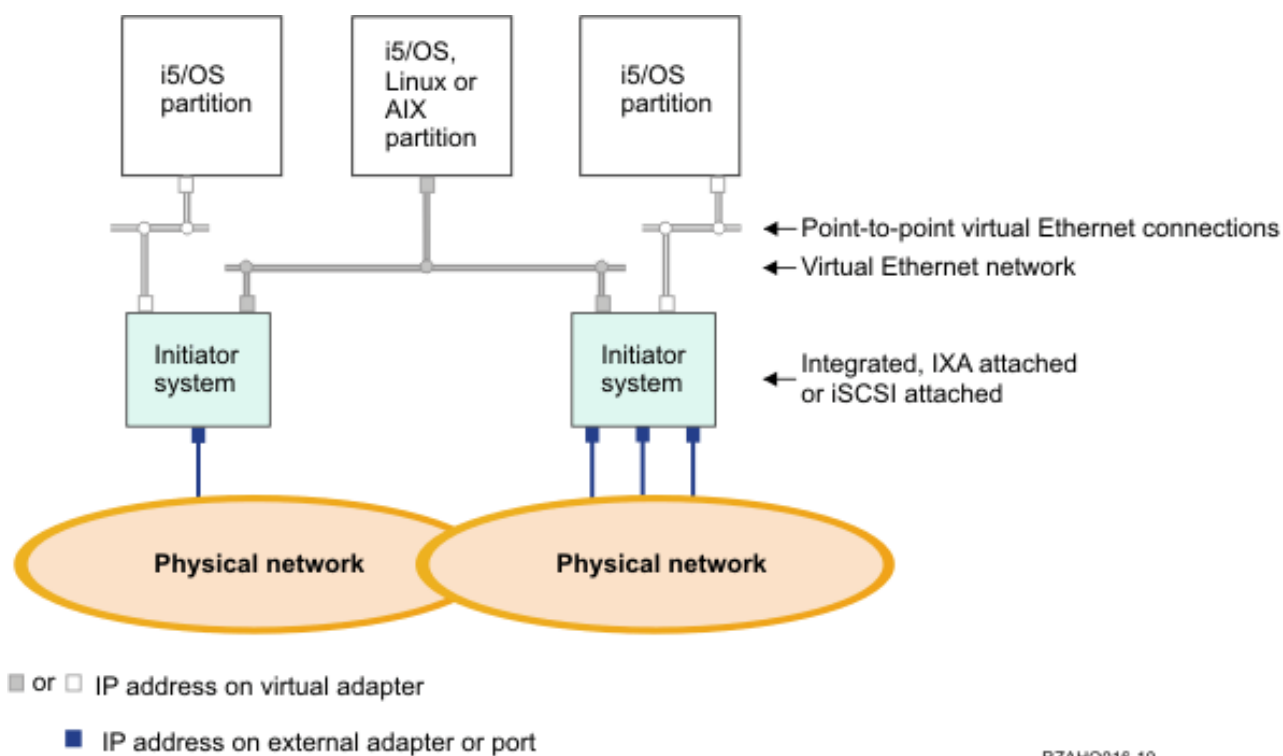 i5/OS
partition
i5/OS,
Linux or
AIX
partition
i5/OS
partition
Point-to-point virtual Ethernet connections
Virtual Ethernet network
Initiator
system
Initiator
system
Integrated, IXA attached
or iSCSI attached
Physical network
Physical network
or
IP address on virtual adapter
IP address on external adapter or port